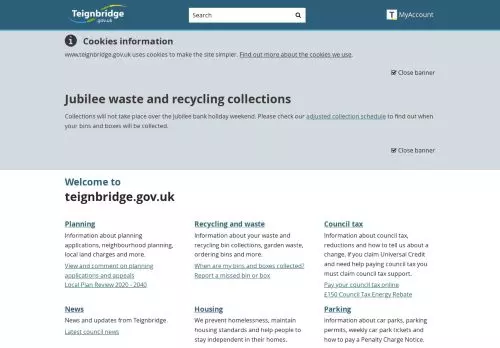 Teignbridge
gov.uk
Search
T MyAccount
Cookies information
www.teignbridge.gov.uk uses cookies to make the site simpler. Find out more about the cookies we use.
Close banner
Jubilee waste and recycling collections
Collections will not take place over the Jubilee bank holiday weekend. Please check our adjusted collection schedule to find out when
your bins and boxes will be collected.
Close banner
Welcome to
teignbridge.gov.uk
Planning
Information about planning
applications, neighbourhood planning,
local land charges and more.
View and comment on planning
applications and appeals
Local Plan Review 2020 - 2040
Recycling and waste
Information about your waste and
recycling bin collections, garden waste,
ordering bins and more.
When are my bins and boxes collected?
Report a missed bin or box
Council tax
Information about council tax,
reductions and how to tell us about a
change. If you claim Universal Credit
and need help paying council tax you
must claim council tax support.
Pay your council tax online
£150 Council Tax Energy Rebate
News
News and updates from Teignbridge.
Latest council news
Housing
We prevent homelessness, maintain
housing standards and help people to
stay independent in their homes.
Parking
Information about car parks, parking
permits, weekly car park tickets and
how to pay a Penalty Charge Notice.